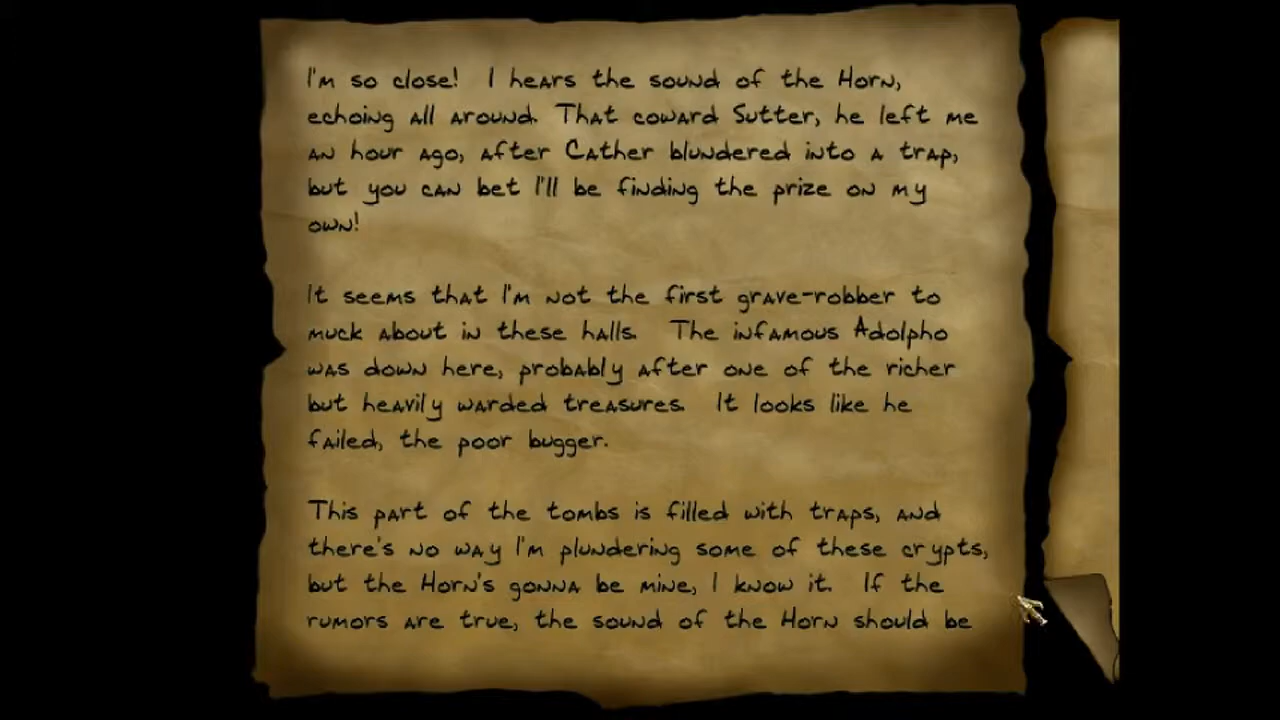 I'm so close!  I hears the sound of the Horn,
echoing all around.  That coward Sutter, he left me
an hour ago, after Cather blundered into a trap,
but you can bet I'll be finding the prize on my
own!
It seems that I'm not the first grave-robber to
muck about in these halls.  The infamous Adolpho
was down here, probably after one of the richer
but heavily warded treasures.  It looks like he
failed, the poor bugger.
This part of the tombs is filled with traps, and
there's no way I'm plundering some of these crypts,
but the Horn's gonna be mine, I know it.  If the
rumors are true, the sound of the Horn should be